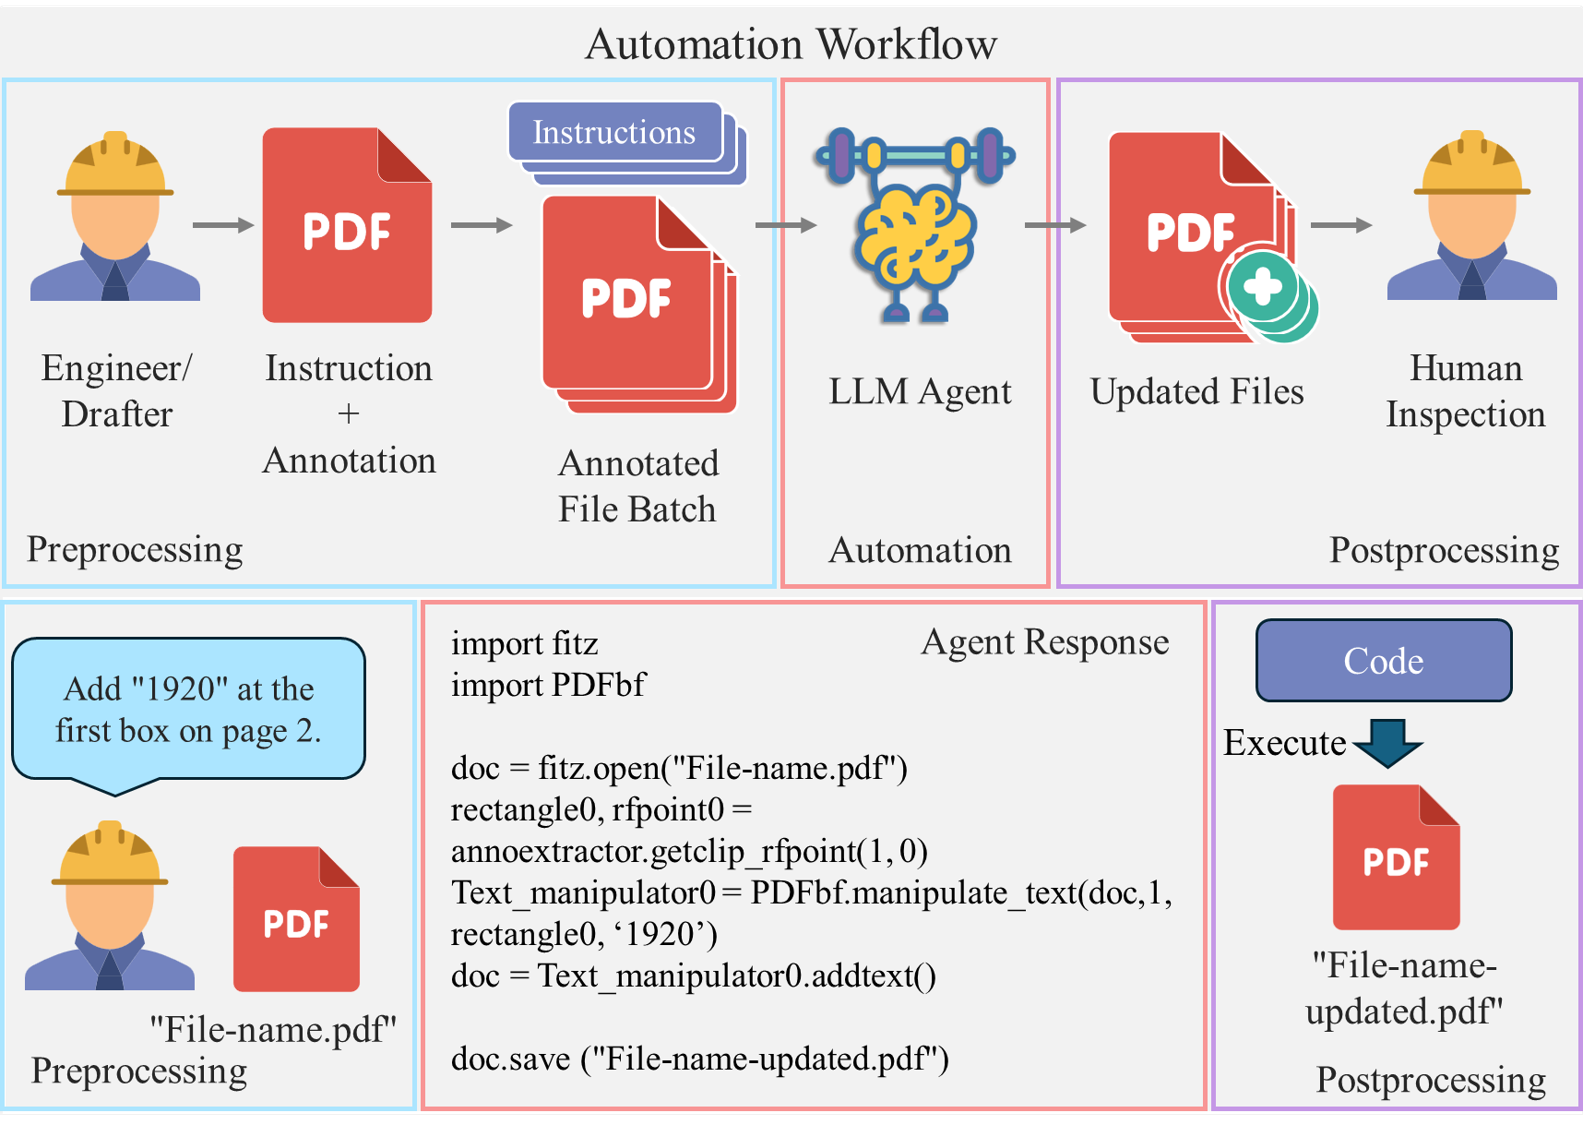 Automation Workflow
PDF
Engineer/
Drafter
Instruction
+
Annotation
Instructions
PDF
Annotated
File Batch
Preprocessing
LLM Agent
Automation
PDF
Updated Files
Human
Inspection
Postprocessing
Add "1920" at the
first box on page 2.
PDF
"File-name.pdf"
Preprocessing
Agent Response
import fitz
import PDFbf
doc = fitz.open("File-name.pdf")
rectangle0, rfpoint0 =
annoextractor.getclip_rfpoint(1, 0)
Text_manipulator0 = PDFbf.manipulate_text(doc,1,
rectangle0, ‘1920’)
doc = Text_manipulator0.addtext()
doc.save ("File-name-updated.pdf")
Code
Execute
PDF
"File-name-
updated.pdf"
Postprocessing